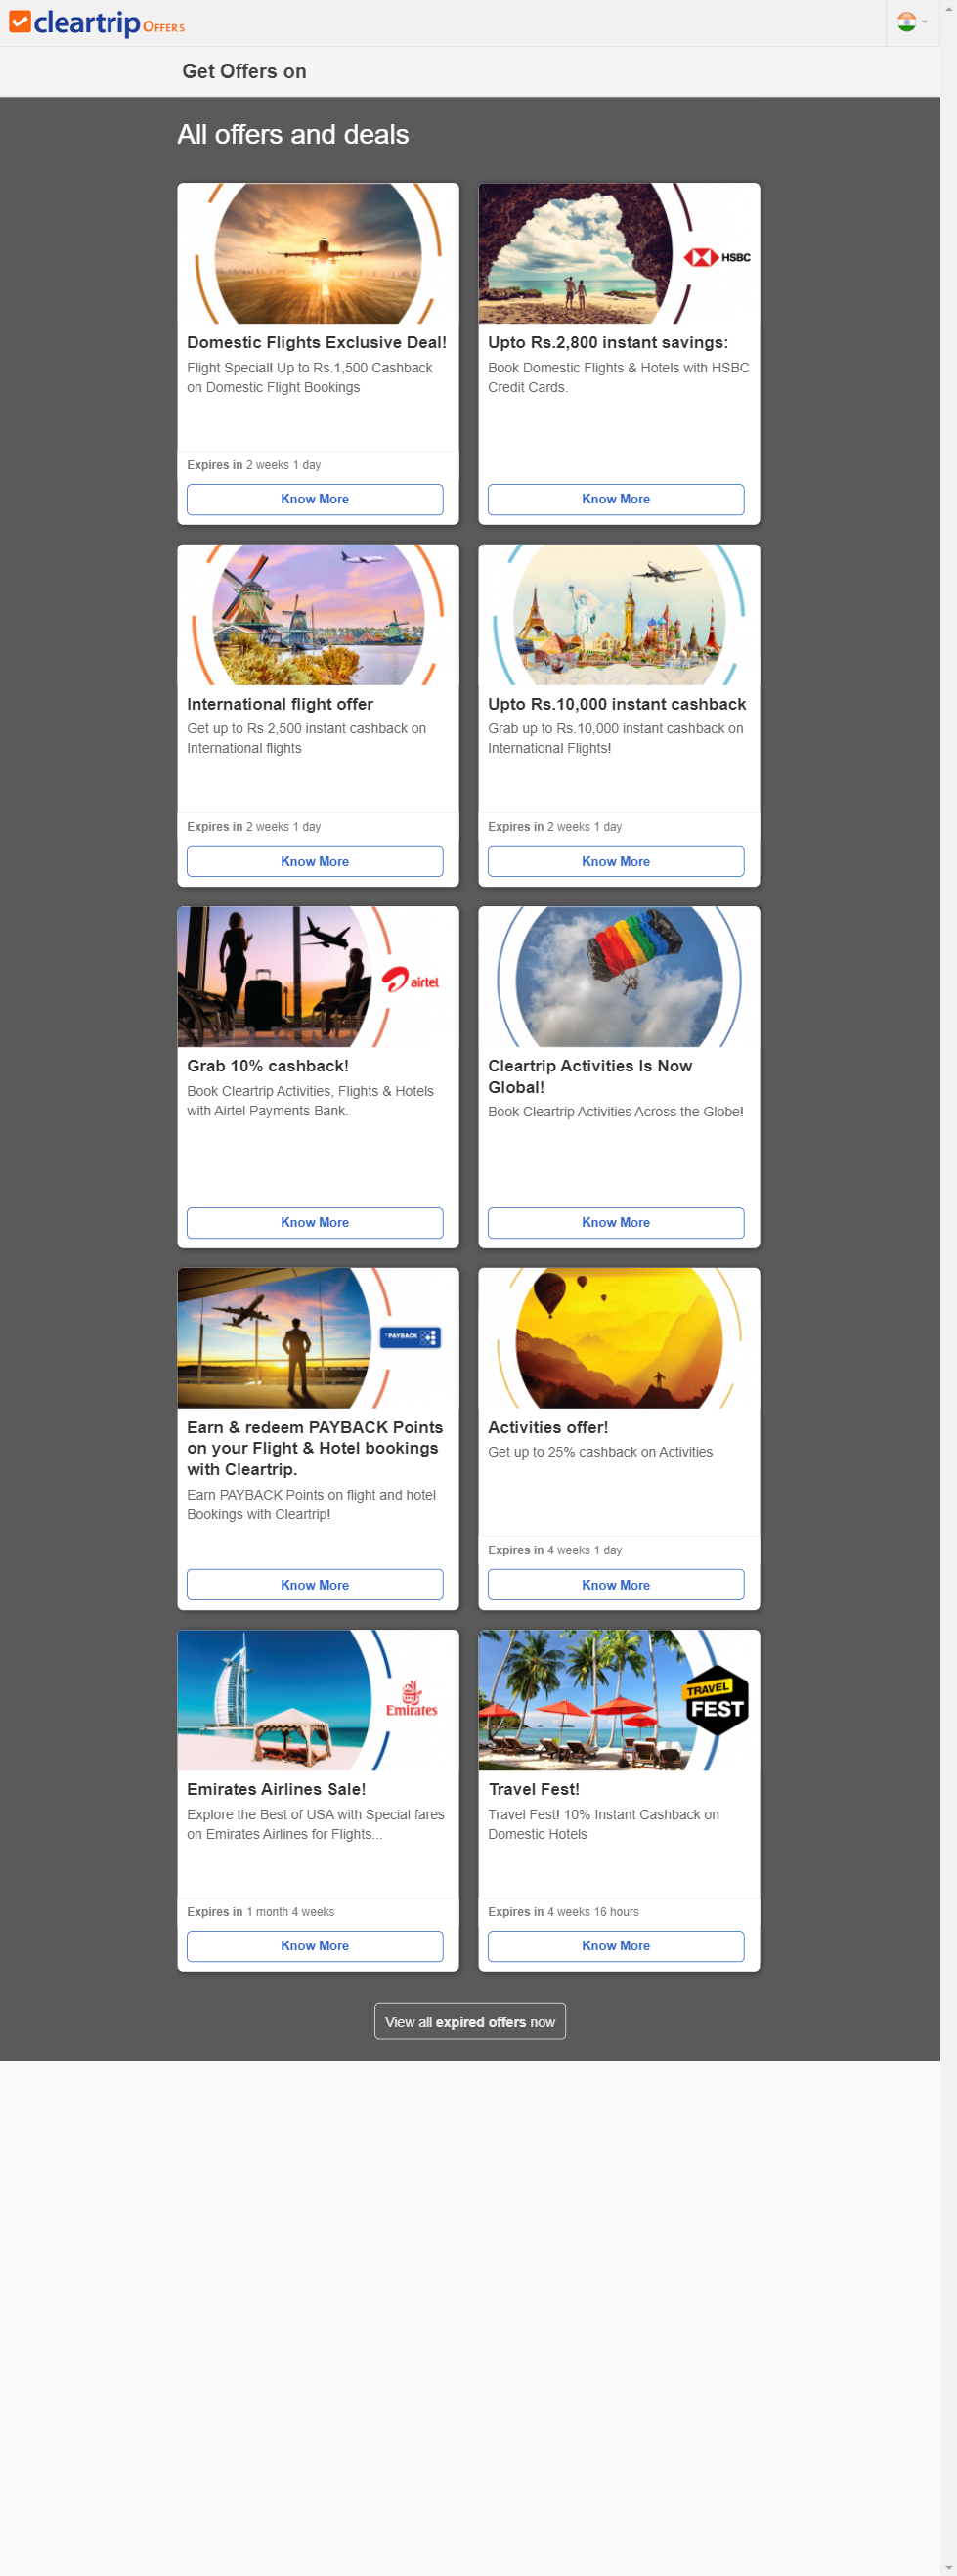 cleartrip OFFERS
Get Offers on
All offers and deals
Domestic Flights Exclusive Deal!
Flight Special! Up to Rs.1,500 Cashback
on Domestic Flight Bookings
Expires in 2 weeks 1 day
Know More
HSBC
Upto Rs.2,800 instant savings:
Book Domestic Flights & Hotels with HSBC
Credit Cards.
Know More
International flight offer
Get up to Rs 2,500 instant cashback on
International flights
Expires in 2 weeks 1 day
Know More
Upto Rs.10,000 instant cashback
Grab up to Rs.10,000 instant cashback on
International Flights!
Expires in 2 weeks 1 day
Know More
airtel
Grab 10% cashback!
Book Cleartrip Activities, Flights & Hotels
with Airtel Payments Bank.
Know More
Cleartrip Activities Is Now
Global!
Book Cleartrip Activities Across the Globe!
Know More
PAYBACK
Earn & redeem PAYBACK Points
on your Flight & Hotel bookings
with Cleartrip.
Earn PAYBACK Points on flight and hotel
Bookings with Cleartrip!
Know More
Activities offer!
Get up to 25% cashback on Activities
Expires in 4 weeks 1 day
Know More
Emirates
Emirates Airlines Sale!
Explore the Best of USA with Special fares
on Emirates Airlines for Flights...
Expires in 1 month 4 weeks
Know More
TRAVEL
FEST
Travel Fest!
Travel Fest! 10% Instant Cashback on
Domestic Hotels
Expires in 4 weeks 16 hours
Know More
View all expired offers now